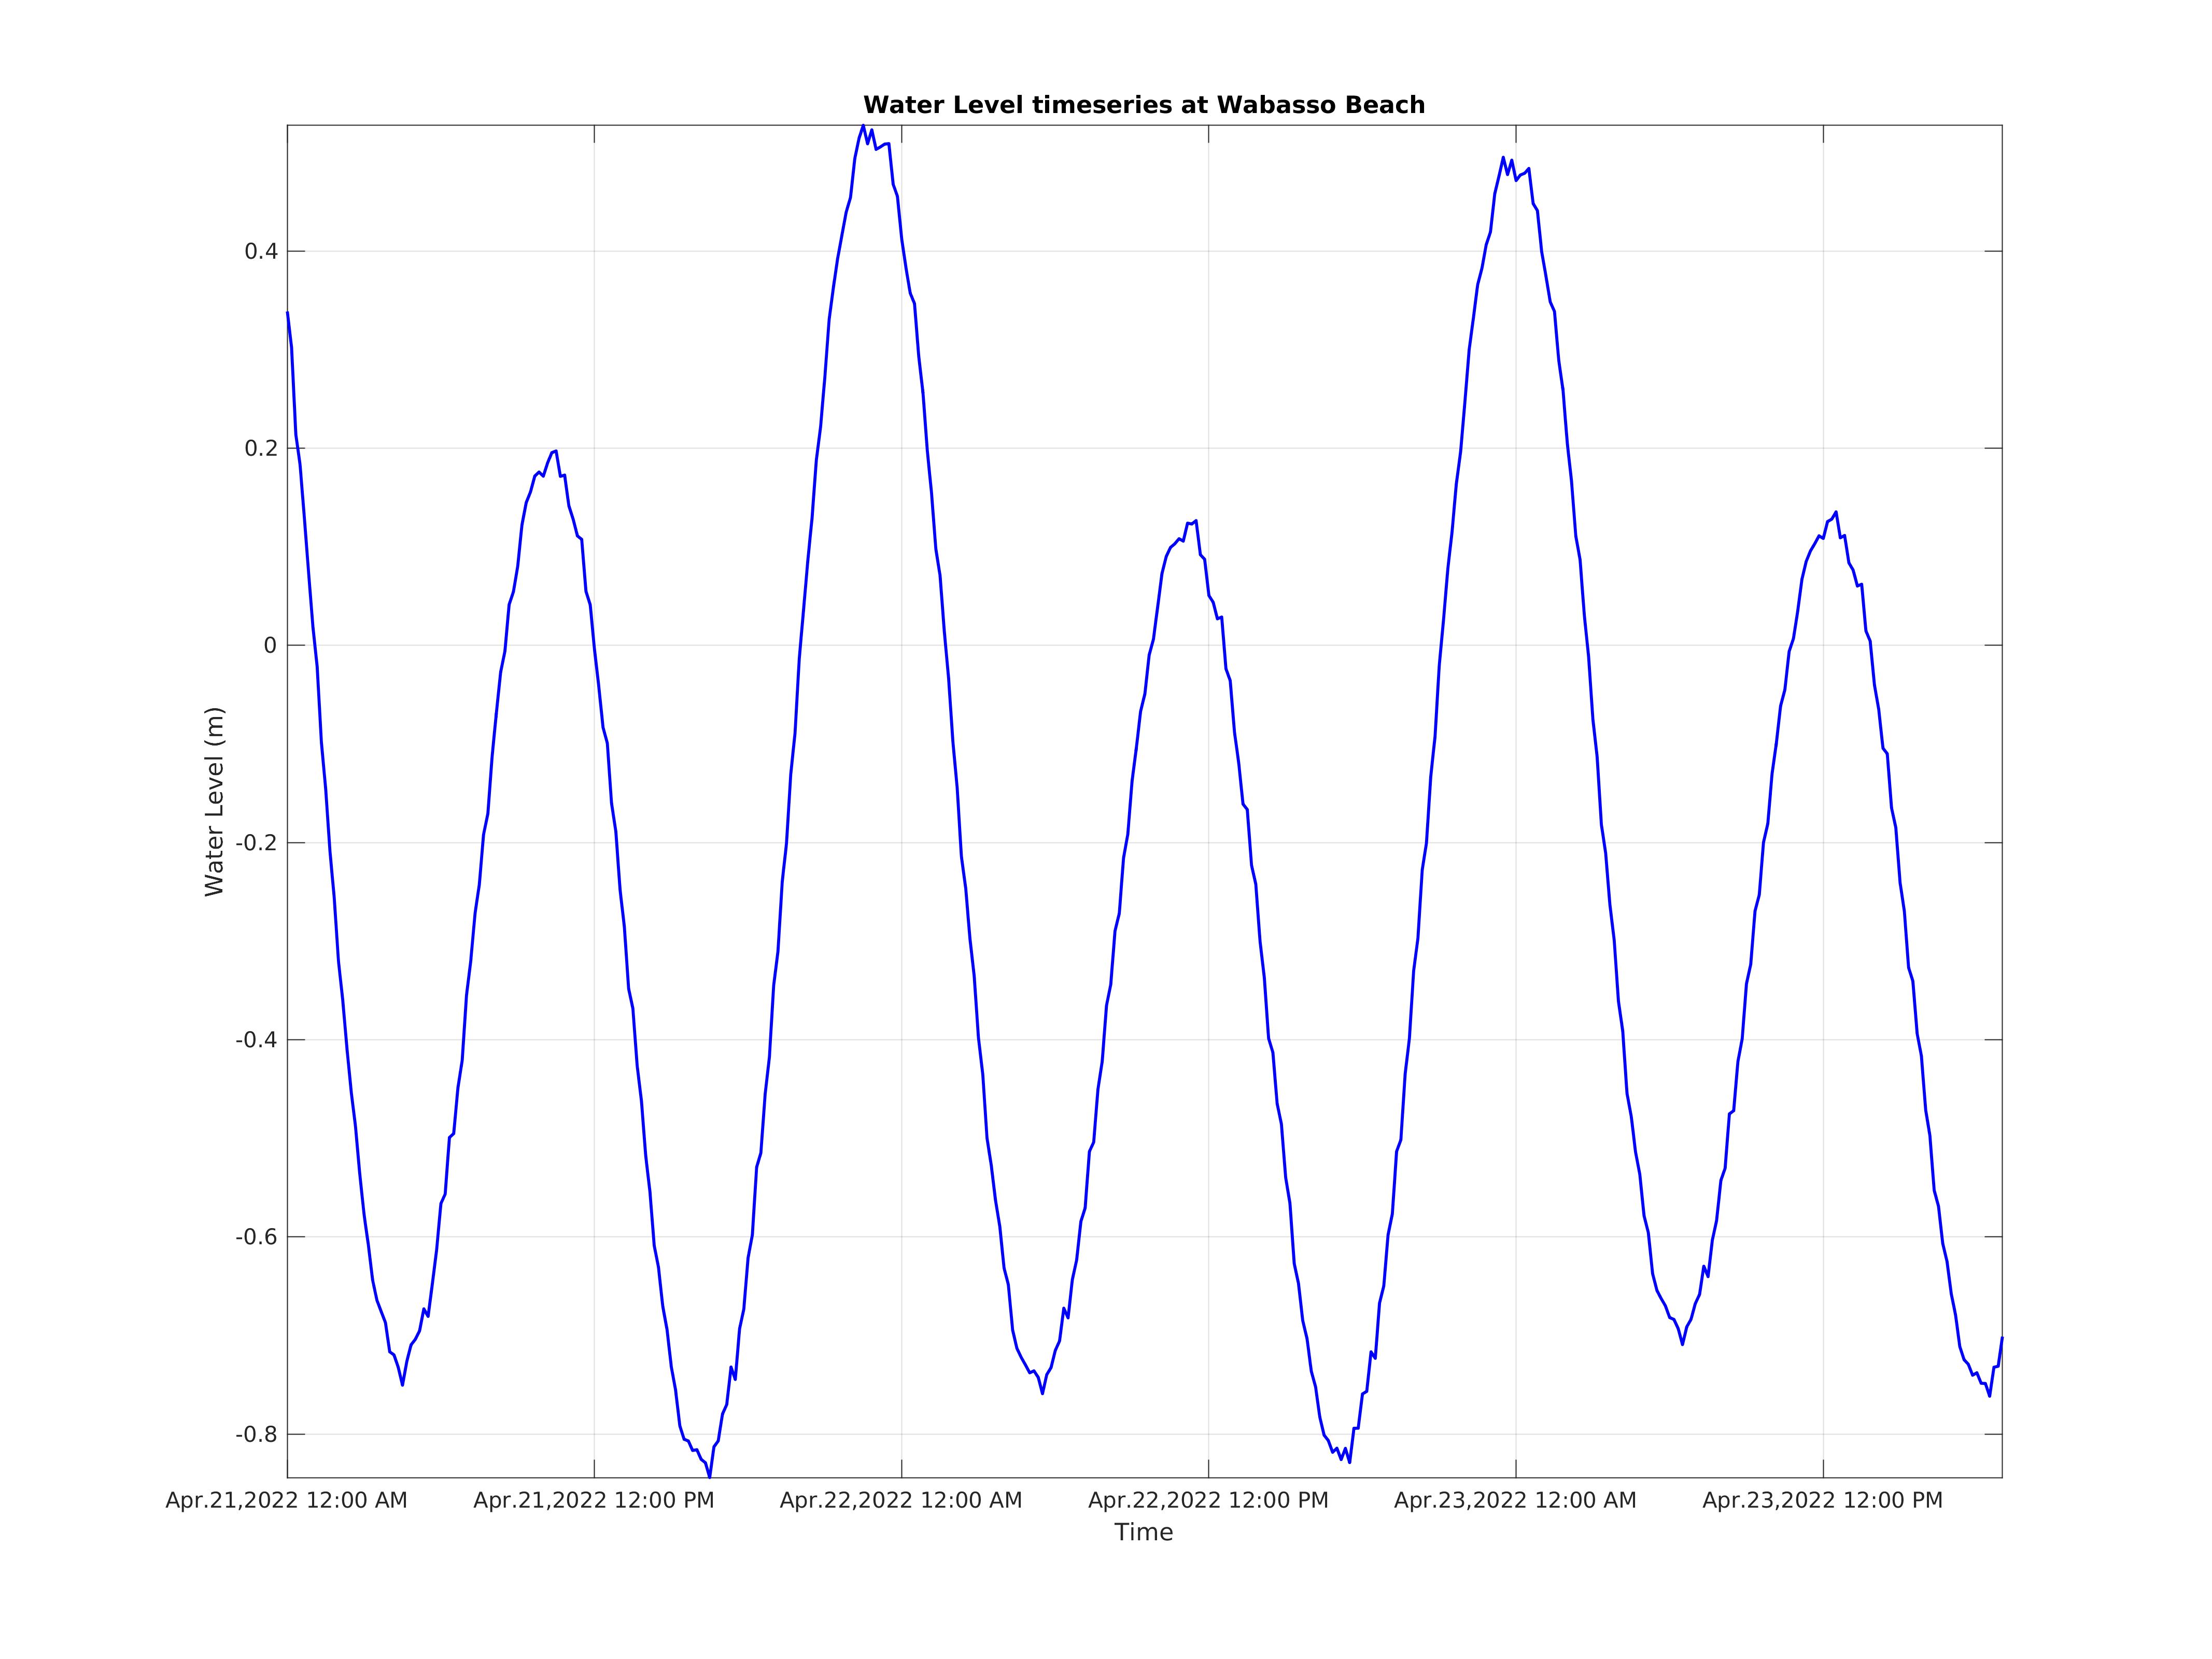 Water Level timeseries at Wabasso Beach
0.4
0.2
0
-0.2
-0.4
-0.6
-0.8
Water Level (m)
Apr.21,2022 12:00 AM Apr.21,2022 12:00 PM Apr.22,2022 12:00 AM Apr.22,2022 12:00 PM Apr.23,2022 12:00 AM Apr.23,2022 12:00 PM
Time